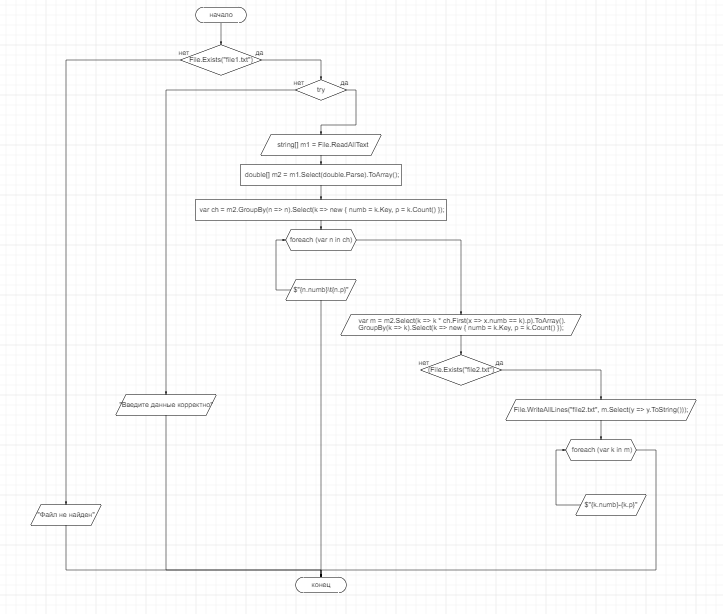 начало
нет
да
File.Exists("file1.txt")
нет
да
try
string[] m1 = File.ReadAllText
double[] m2 = m1.Select(double.Parse).ToArray();
var ch = m2.GroupBy(n => n).Select(k => new { numb = k.Key, p = k.Count() });
foreach (var n in ch)
$"{n.numb}\t{n.p}"
var m = m2.Select(k => k * ch.First(x => x.numb == k).p).ToArray().
GroupBy(k => k).Select(k => new { numb = k.Key, p = k.Count() });
нет
да
(File.Exists("file2.txt")
"Введите данные корректно"
File.WriteAllLines("file2.txt", m.Select(y => y.ToString()));
foreach (var k in m)
$"{k.numb}-{k.p}"
"Файл не найден"
конец